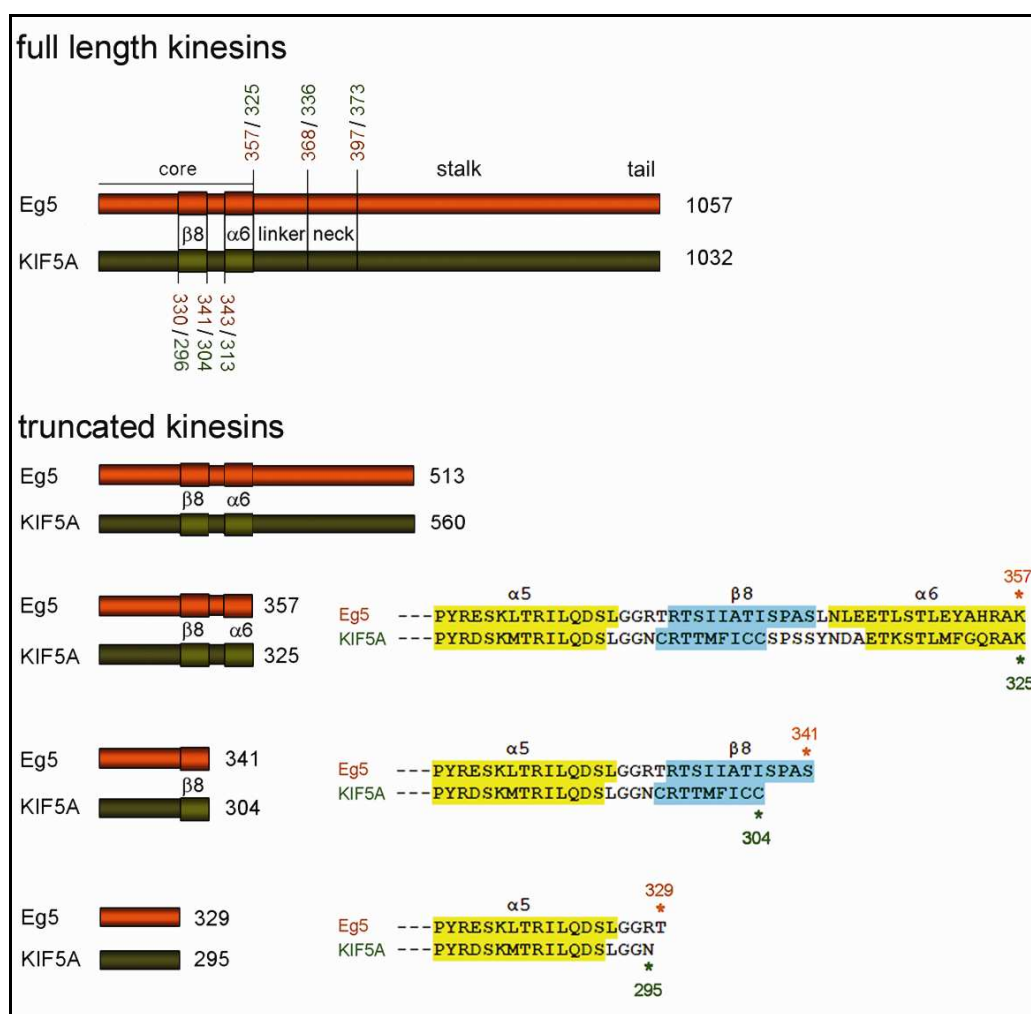 full length kinesins
357/325
368/336
397/373
core
stalk
tail
Eg5
1057
β8
α6
linker
neck
KIF5A
1032
330/296
341/304
343/313
truncated kinesins
Eg5
513
β8
α6
KIF5A
560
Eg5
357
β8
α6
KIF5A
325
357
α5
β8
α6
*
Eg5 ---PYRESKLTRILQDSLGGRTRTSIIATISPASLNLEETLSTLEYAHRAK
KIF5A ---PYRDSKMTRILQDSLGGNCRTTMFICCSPSSYNDAETKSTLMFGQRAK
*
325
Eg5
341
β8
KIF5A
304
341
α5
β8
*
Eg5 ---PYRESKLTRILQDSLGGRTRTSIIATISPAS
KIF5A ---PYRDSKMTRILQDSLGGNCRTTMFICC
*
304
Eg5
329
KIF5A
295
329
α5
*
Eg5 ---PYRESKLTRILQDSLGGRT
KIF5A ---PYRDSKMTRILQDSLGGN
*
295